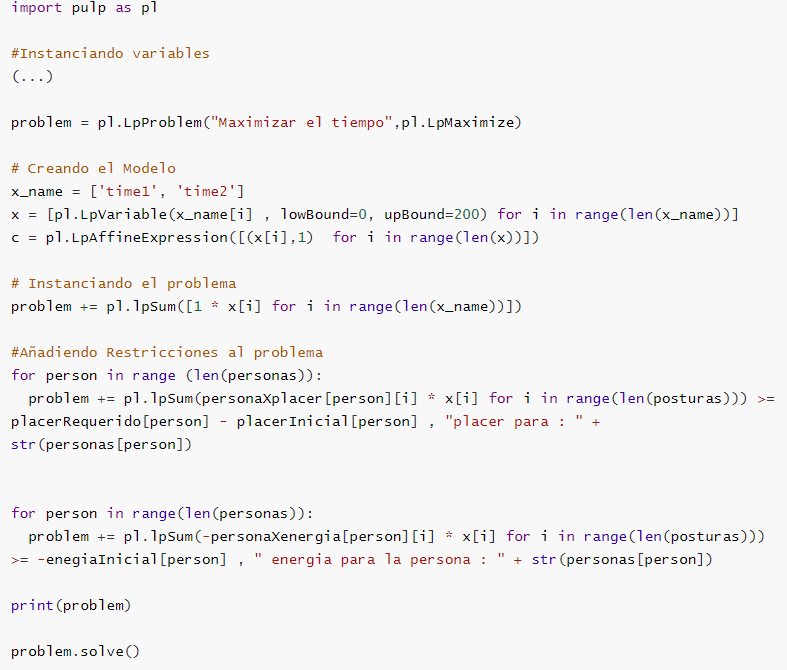 import pulp as pl
#Instanciando variables
(...)
problem = pl.LpProblem("Maximizar el tiempo",pl.LpMaximize)
# Creando el Modelo
x_name = ['time1', 'time2']
x = [pl.LpVariable(x_name[i] , lowBound=0, upBound=200) for i in range(len(x_name))]
c = pl.LpAffineExpression([(x[i],1)  for i in range(len(x))])
# Instanciando el problema
problem += pl.lpSum([1 * x[i] for i in range(len(x_name))])
#Añadiendo Restricciones al problema
for person in range (len(personas)):
  problem += pl.lpSum(personaXplacer[person][i] * x[i] for i in range(len(posturas))) >=
placerRequerido[person] - placerInicial[person] , "placer para : " +
str(personas[person])
for person in range(len(personas)):
  problem += pl.lpSum(-personaXenergia[person][i] * x[i] for i in range(len(posturas)))
>= -enegiaInicial[person] , " energia para la persona : " + str(personas[person])
print(problem)
problem.solve()